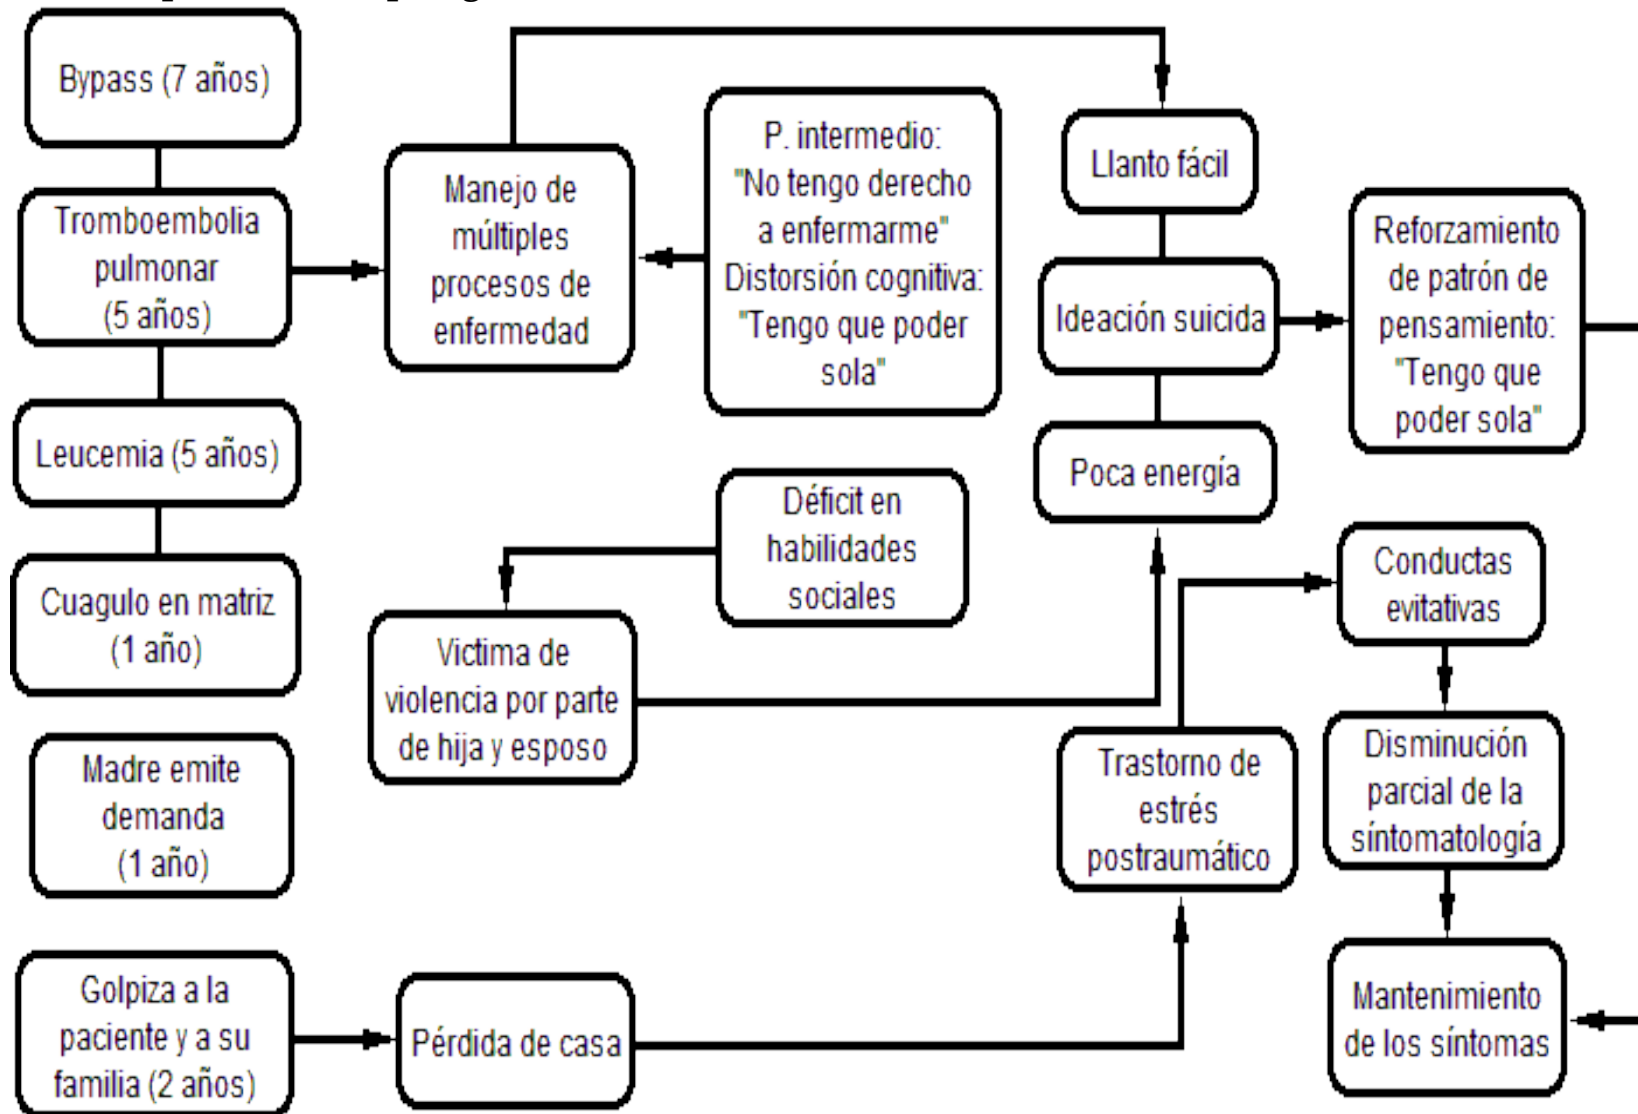 Bypass (7 años)
Tromboembolia
pulmonar
(5 años)
Leucemia (5 años)
Cuagulo en matriz
(1 año)
Madre emite
demanda
(1 año)
Golpiza a la
paciente y a su
familia (2 años)
Manejo de
múltiples
procesos de
enfermedad
P. intermedio:
"No tengo derecho
a enfermarme"
Distorsión cognitiva:
"Tengo que poder
sola"
Déficit en
habilidades
sociales
Victima de
violencia por parte
de hija y esposo
Pérdida de casa
Llanto fácil
Ideación suicida
Poca energía
Trastorno de
estrés
postraumático
Reforzamiento
de patrón de
pensamiento:
"Tengo que
poder sola"
Conductas
evitativas
Disminución
parcial de la
síntomatología
Mantenimiento
de los síntomas